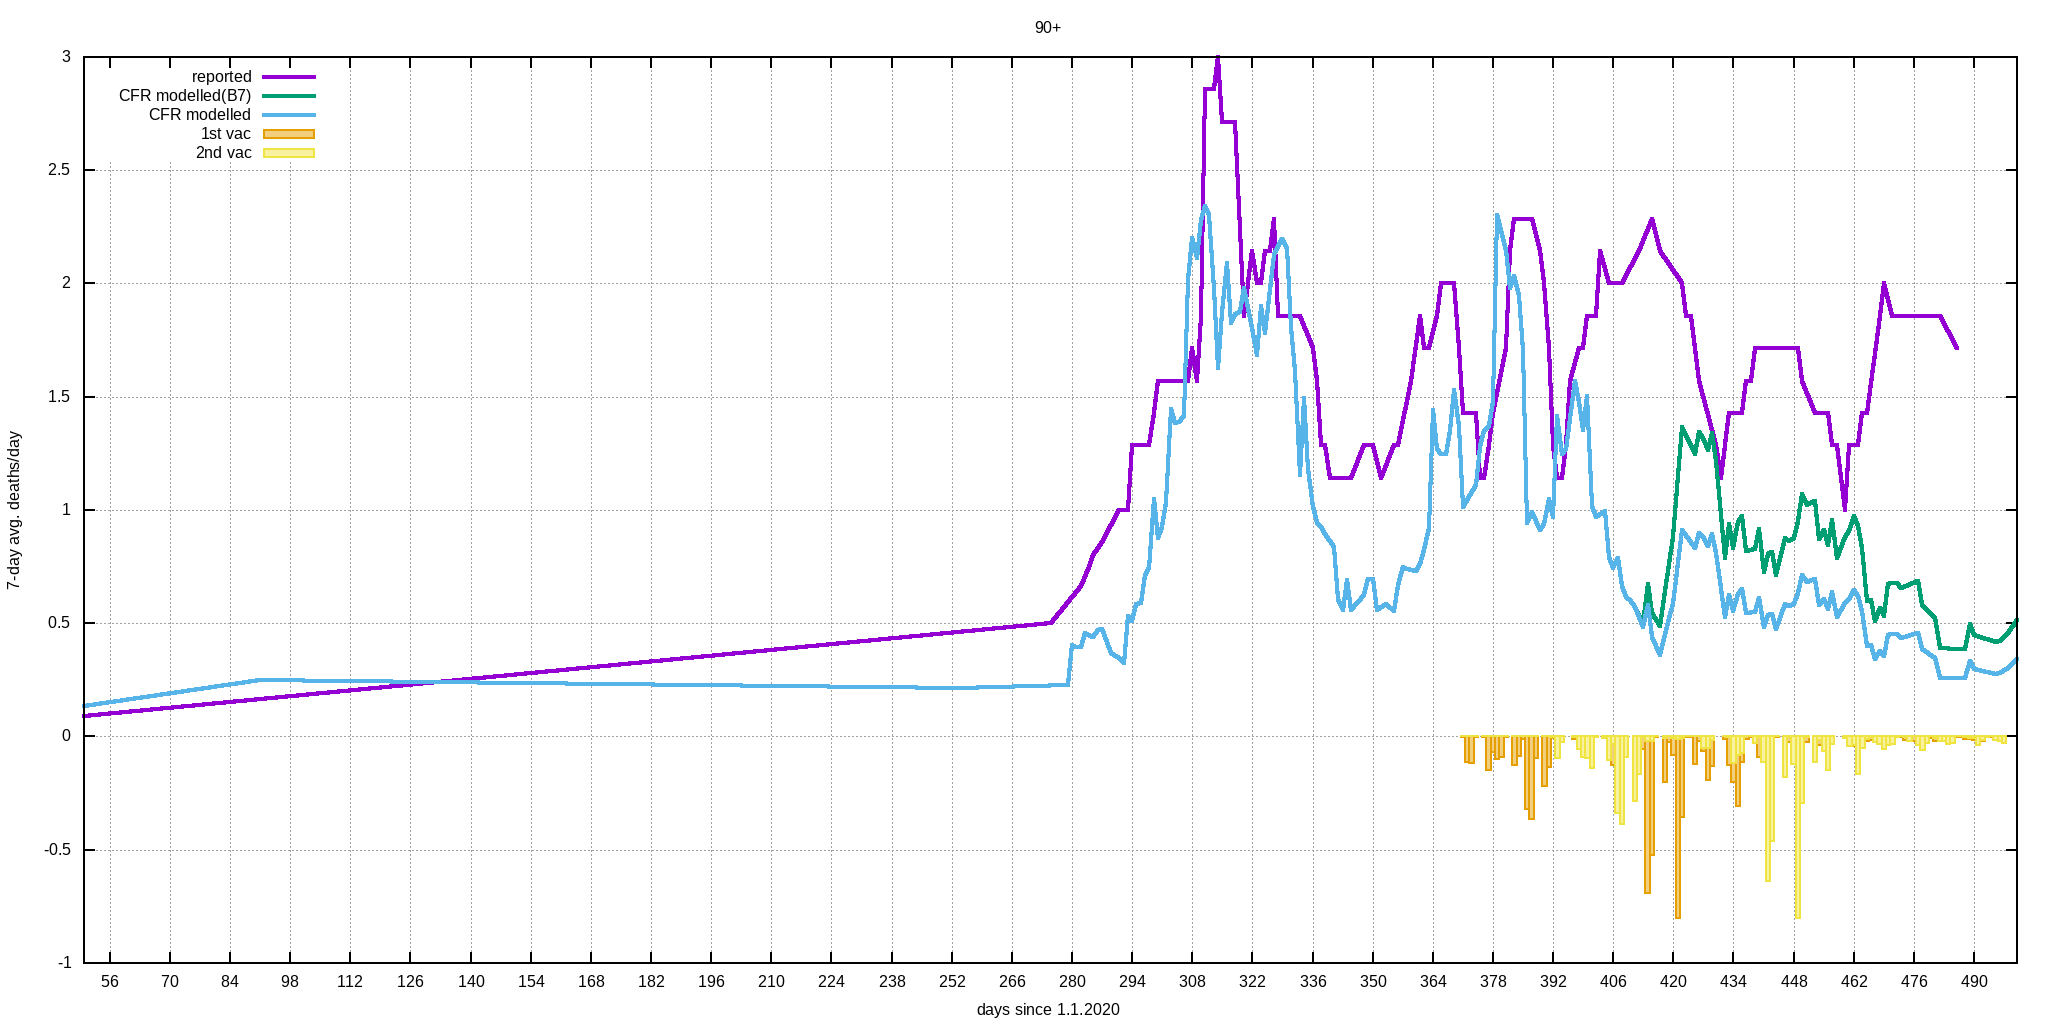 90+
3
2.5
2
1.5
1
0.5
0
-0.5
-1
7-day avg. deaths/day
reported
CFR modelled(B7)
CFR modelled
1st vac
2nd vac
56 70 84 98 112 126 140 154 168 182 196 210 224 238 252 266 280 294 308 322 336 350 364 378 392 406 420 434 448 462 476 490
days since 1.1.2020